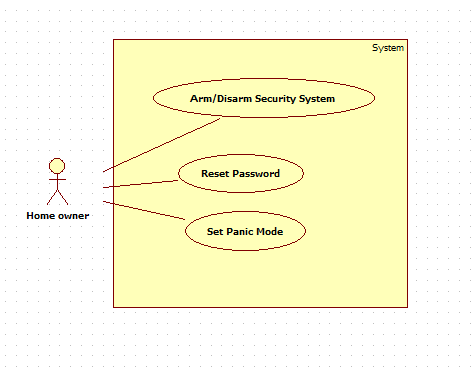 System
Arm/Disarm Security System
Reset Password
Home owner
Set Panic Mode